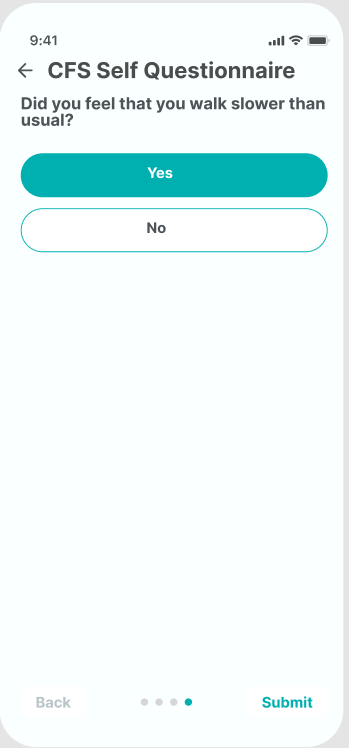 9:41
CFS Self Questionnaire
Did you feel that you walk slower than
usual?
Yes
No
Back
Submit